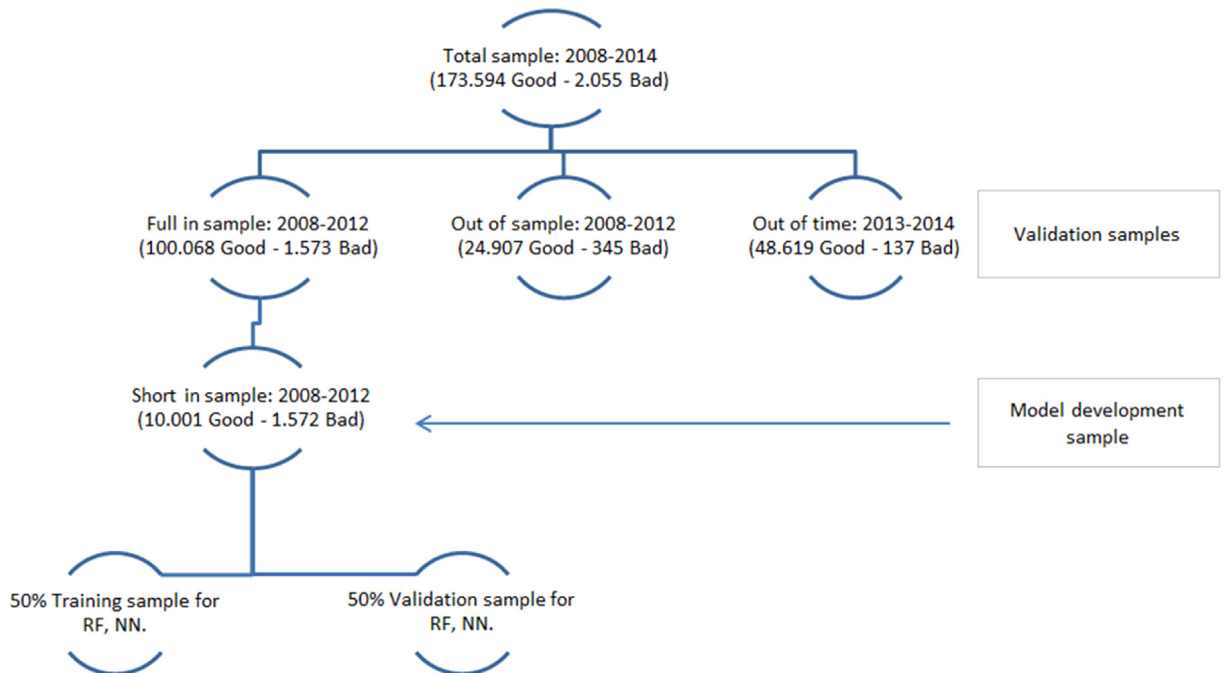 Total sample: 2008-2014
(173.594 Good - 2.055 Bad)
Full in sample: 2008-2012
(100.068 Good - 1.573 Bad)
Out of sample: 2008-2012
(24.907 Good - 345 Bad)
Out of time: 2013-2014
(48.619 Good - 137 Bad)
Validation samples
Short in sample: 2008-2012
(10.001 Good - 1.572 Bad)
Model development
sample
50% Training sample for
RF, NN.
50% Validation sample for
RF, NN.